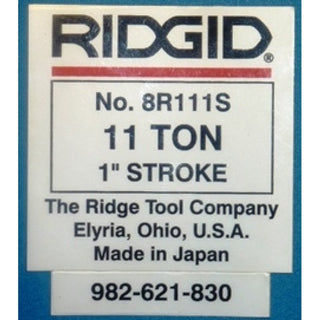 RIDGID®
No. 8R111S
11 TON
1" STROKE
The Ridge Tool Company
Elyria, Ohio, U.S.A.
Made in Japan
982-621-830